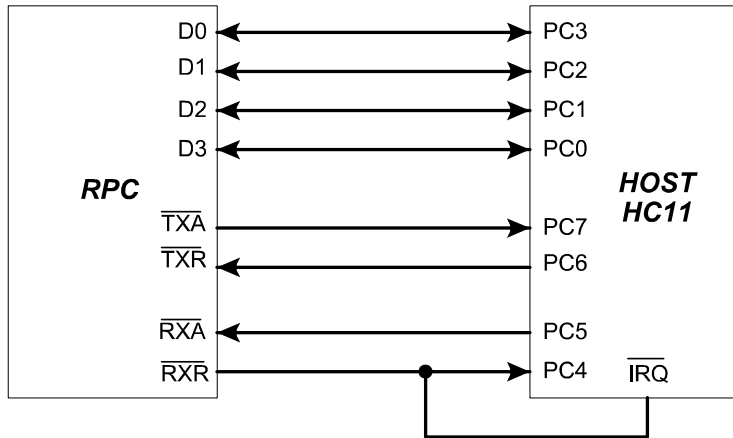 D0 PC3
D1 PC2
D2 PC1
D3 PC0
RPC HOST
HC11
TXA PC7
TXR PC6
RXA PC5
RXR PC4 IRQ